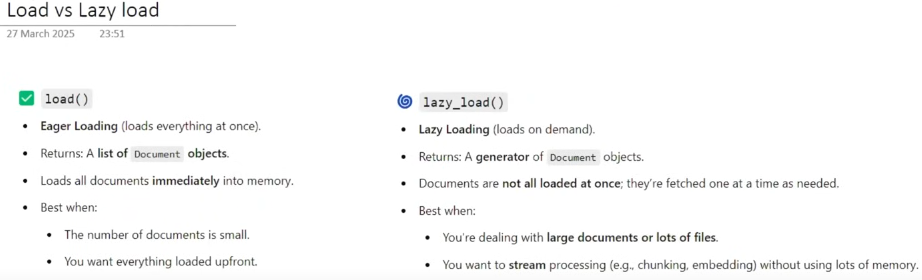 Load vs Lazy load
27 March 2025 23:51
load()
Eager Loading (loads everything at once).
Returns: A list of Document objects.
Loads all documents immediately into memory.
Best when:
The number of documents is small.
You want everything loaded upfront.
lazy_load()
Lazy Loading (loads on demand).
Returns: A generator of Document objects.
Documents are not all loaded at once; they're fetched one at a time as needed.
Best when:
You're dealing with large documents or lots of files.
You want to stream processing (e.g., chunking, embedding) without using lots of memory.